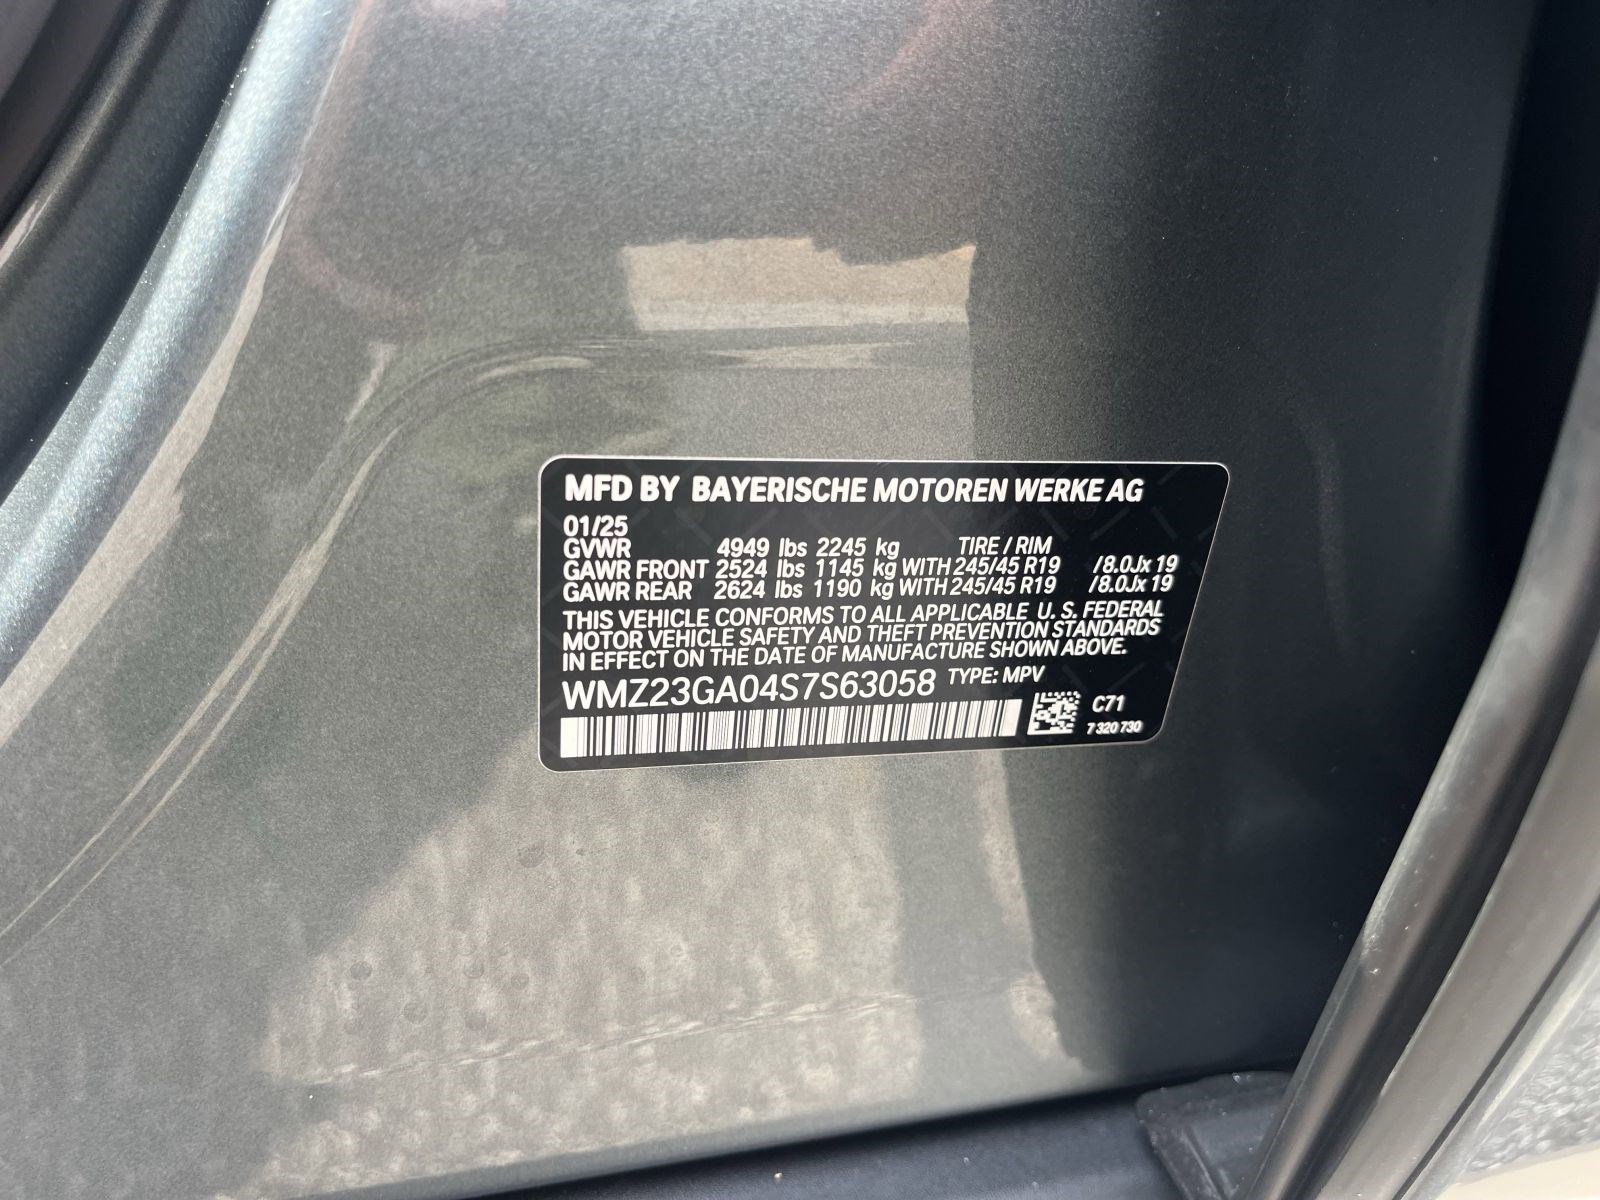 MFD BY BAYERISCHE MOTOREN WERKE AG
01/25
GVWR 4949 lbs 2245 kg TIRE / RIM
GAWR FRONT 2524 lbs 1145 kg WITH 245/45 R19 /8.0Jx 19
GAWR REAR 2624 lbs 1190 kg WITH 245/45 R19 /8.0Jx 19
THIS VEHICLE CONFORMS TO ALL APPLICABLE U. S. FEDERAL
MOTOR VEHICLE SAFETY AND THEFT PREVENTION STANDARDS
IN EFFECT ON THE DATE OF MANUFACTURE SHOWN ABOVE.
WMZ23GA04S7S63058 TYPE: MPV
C71
7 320 730